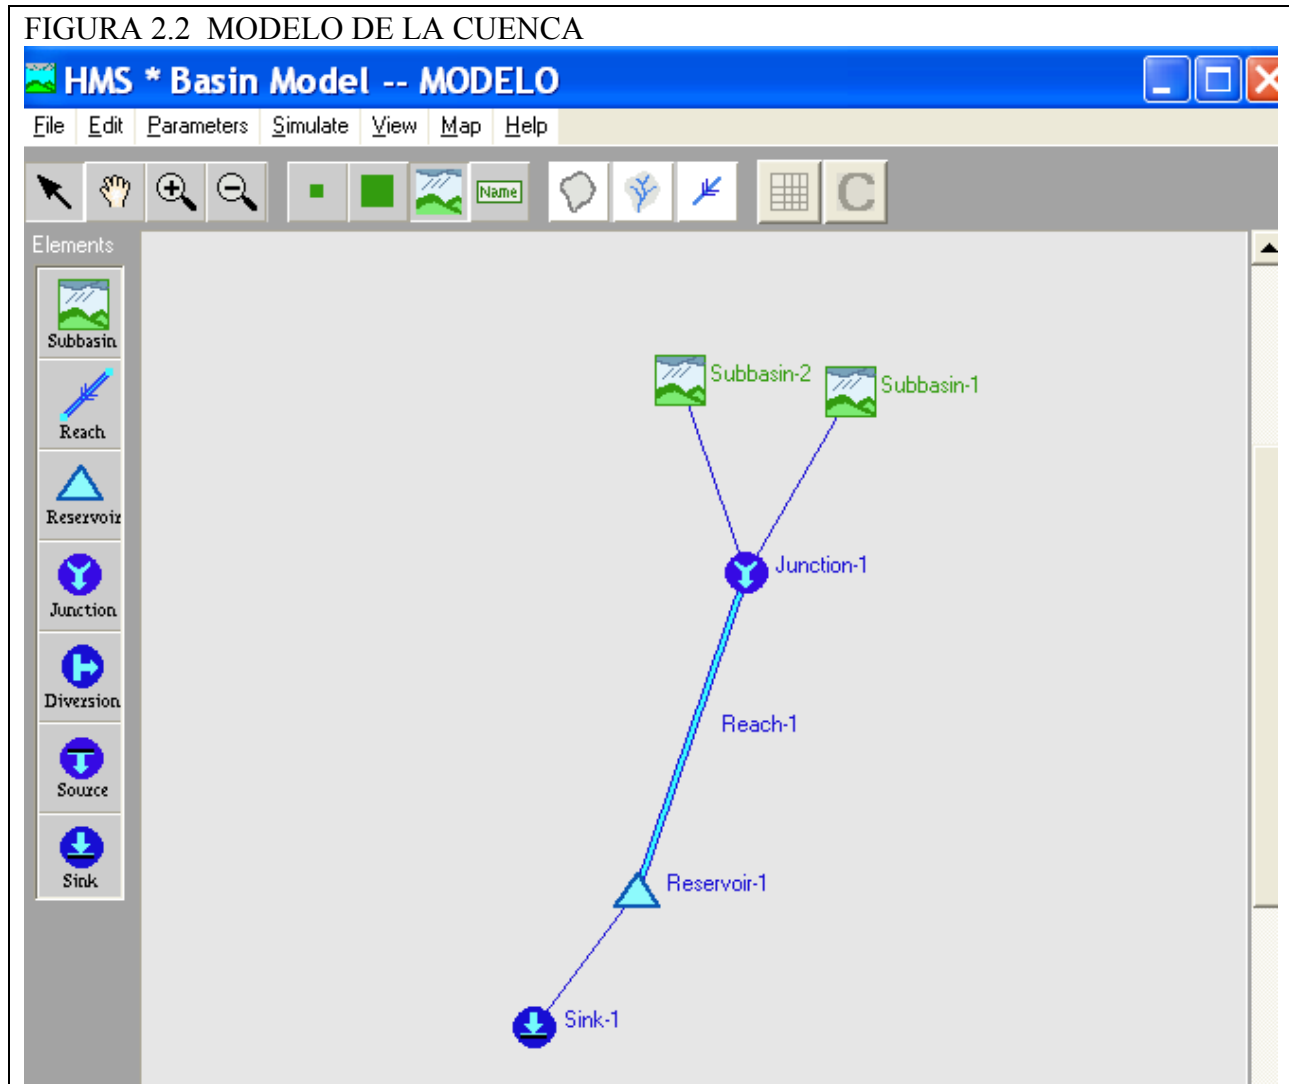 FIGURA 2.2  MODELO DE LA CUENCA
HMS * Basin Model -- MODELO
File Edit Parameters Simulate View Map Help
Name
C
Elements
Subbasin
Reach
Reservoir
Junction
Diversion
Source
Sink
Subbasin-2
Subbasin-1
Junction-1
Reach-1
Reservoir-1
Sink-1